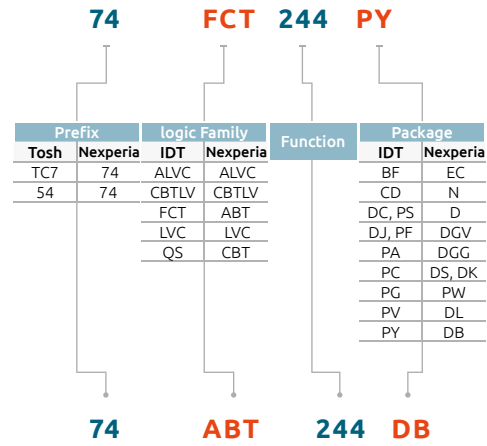 74 FCT 244 PY
Prefix logic Family Function Package
Tosh Nexperia IDT Nexperia IDT Nexperia
TC7 74 ALVC ALVC BF EC
54 74 CBTLV CBTLV CD N
FCT ABT DC, PS D
LVC LVC DJ, PF DGV
QS CBT PA DGG
PC DS, DK
PG PW
PV DL
PY DB
74 ABT 244 DB